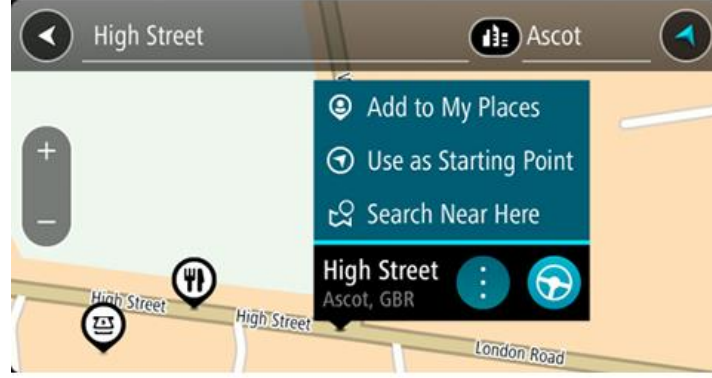 High Street
Ascot
Add to My Places
Use as Starting Point
Search Near Here
High Street
Ascot, GBR
High Street
High Street
London Road
+
−